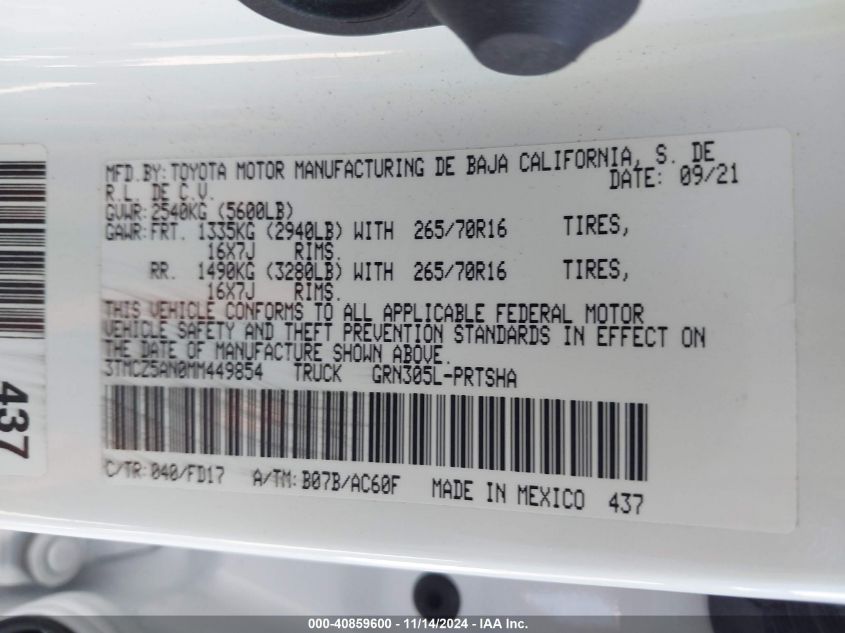 MFD.BY:TOYOTA MOTOR MANUFACTURING DE BAJA CALIFORNIA, S. DE
R.L. DE C.V. DATE: 09/21
GVWR:2540KG (5600LB)
GAWR:FRT. 1335KG (2940LB) WITH 265/70R16 TIRES,
16X7J RIMS.
RR. 1490KG (3280LB) WITH 265/70R16 TIRES,
16X7J RIMS.
THIS VEHICLE CONFORMS TO ALL APPLICABLE FEDERAL MOTOR
VEHICLE SAFETY AND THEFT PREVENTION STANDARDS IN EFFECT ON
THE DATE OF MANUFACTURE SHOWN ABOVE.
3TMCZ5AN0MM449854 TRUCK GRN305L-PRTSHA
C/TR:040/FD17 A/TM:B07B/AC60F MADE IN MEXICO 437
437
000-40859600 - 11/14/2024 - IAA Inc.